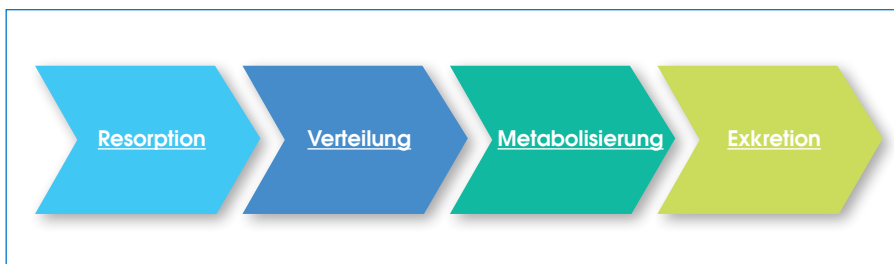 Resorption
Verteilung
Metabolisierung
Exkretion